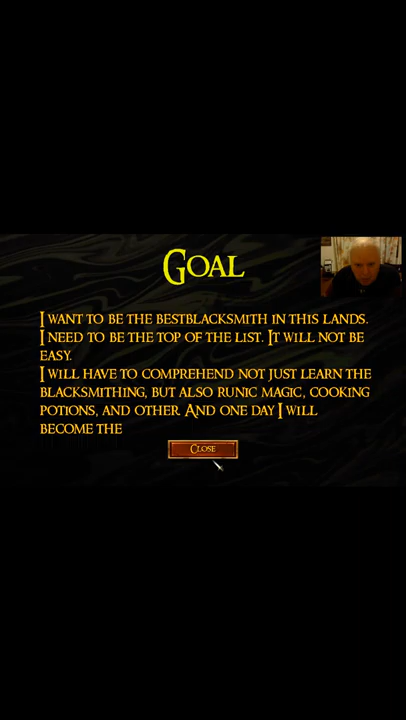 Goal
I want to be the bestblacksmith in this lands.
I need to be the top of the list. It will not be
easy.
I will have to comprehend not just learn the
blacksmithing, but also runic magic, cooking
potions, and other. And one day I will
become the
Close